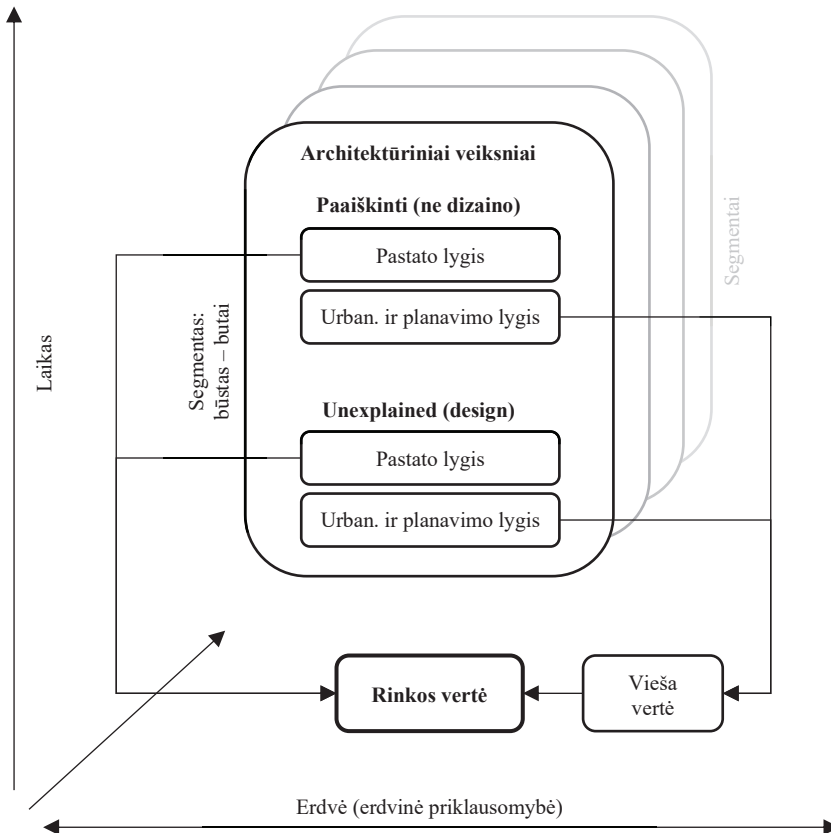 Architektūriniai veiksniai
Paaiškinti (ne dizaino)
Pastato lygis
Urban. ir planavimo lygis
Unexplained (design)
Pastato lygis
Urban. ir planavimo lygis
Segmentas:
būstas – butai
Segmentai
Laikas
Rinkos vertė
Vieša
vertė
Erdvė (erdvinė priklausomybė)